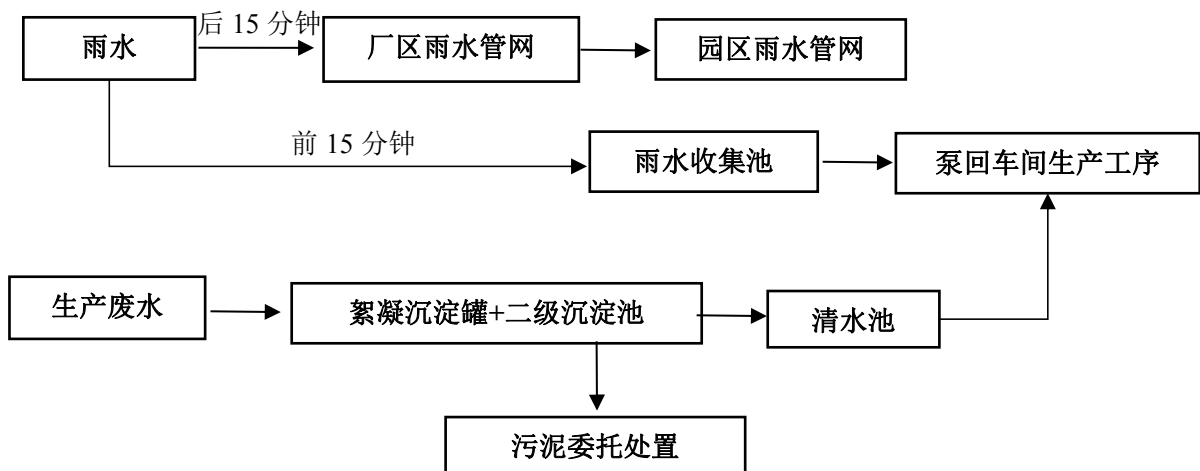 后 15 分钟
雨水
厂区雨水管网
园区雨水管网
前 15 分钟
雨水收集池
泵回车间生产工序
生产废水
絮凝沉淀罐+二级沉淀池
清水池
污泥委托处置